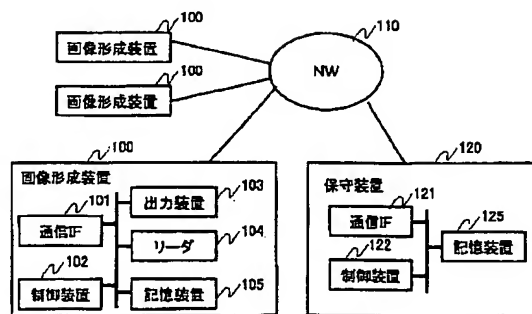 100
画像形成装置
100
画像形成装置
110
NW
100
画像形成装置
101
通信IF
102
制御装置
103
出力装置
104
リーダ
105
記憶装置
120
保守装置
121
通信IF
122
制御装置
125
記憶装置